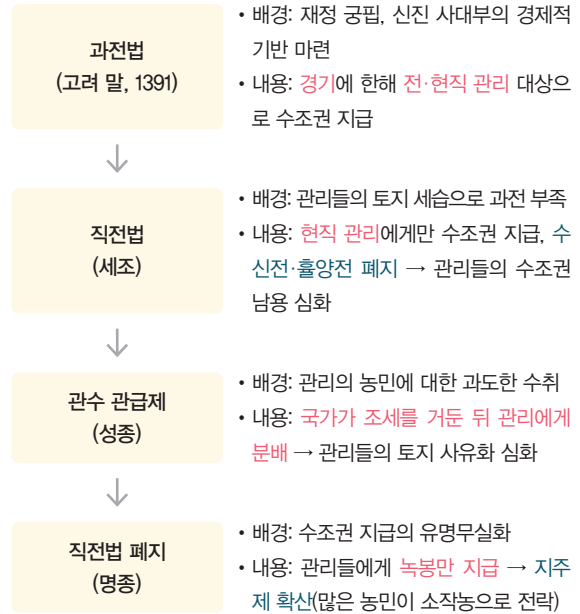 과전법
(고려 말, 1391)
• 배경: 재정 궁핍, 신진 사대부의 경제적
기반 마련
• 내용: 경기에 한해 전·현직 관리 대상으
로 수조권 지급
직전법
(세조)
• 배경: 관리들의 토지 세습으로 과전 부족
• 내용: 현직 관리에게만 수조권 지급, 수
신전·휼양전 폐지 → 관리들의 수조권
남용 심화
관수 관급제
(성종)
• 배경: 관리의 농민에 대한 과도한 수취
• 내용: 국가가 조세를 거둔 뒤 관리에게
분배 → 관리들의 토지 사유화 심화
직전법 폐지
(명종)
• 배경: 수조권 지급의 유명무실화
• 내용: 관리들에게 녹봉만 지급 → 지주
제 확산(많은 농민이 소작농으로 전락)